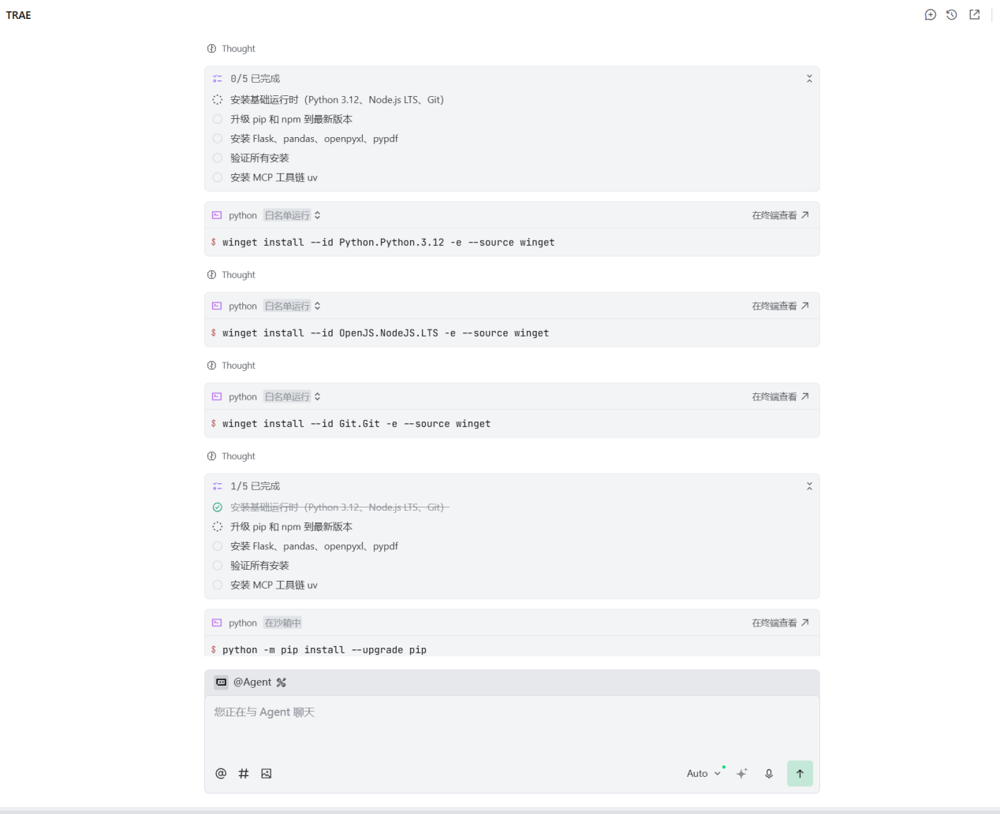 TRAE
Thought
0/5 已完成
安装基础运行时（Python 3.12、Node.js LTS、Git）
升级 pip 和 npm 到最新版本
安装 Flask、pandas、openpyxl、pypdf
验证所有安装
安装 MCP 工具链 uv
python 白名单运行 在终端查看
$ winget install --id Python.Python.3.12 -e --source winget
Thought
python 白名单运行 在终端查看
$ winget install --id OpenJS.NodeJS.LTS -e --source winget
Thought
python 白名单运行 在终端查看
$ winget install --id Git.Git -e --source winget
Thought
1/5 已完成
安装基础运行时（Python 3.12、Node.js LTS、Git）
升级 pip 和 npm 到最新版本
安装 Flask、pandas、openpyxl、pypdf
验证所有安装
安装 MCP 工具链 uv
python 在沙箱中 在终端查看
$ python -m pip install --upgrade pip
@Agent
您正在与 Agent 聊天
Auto